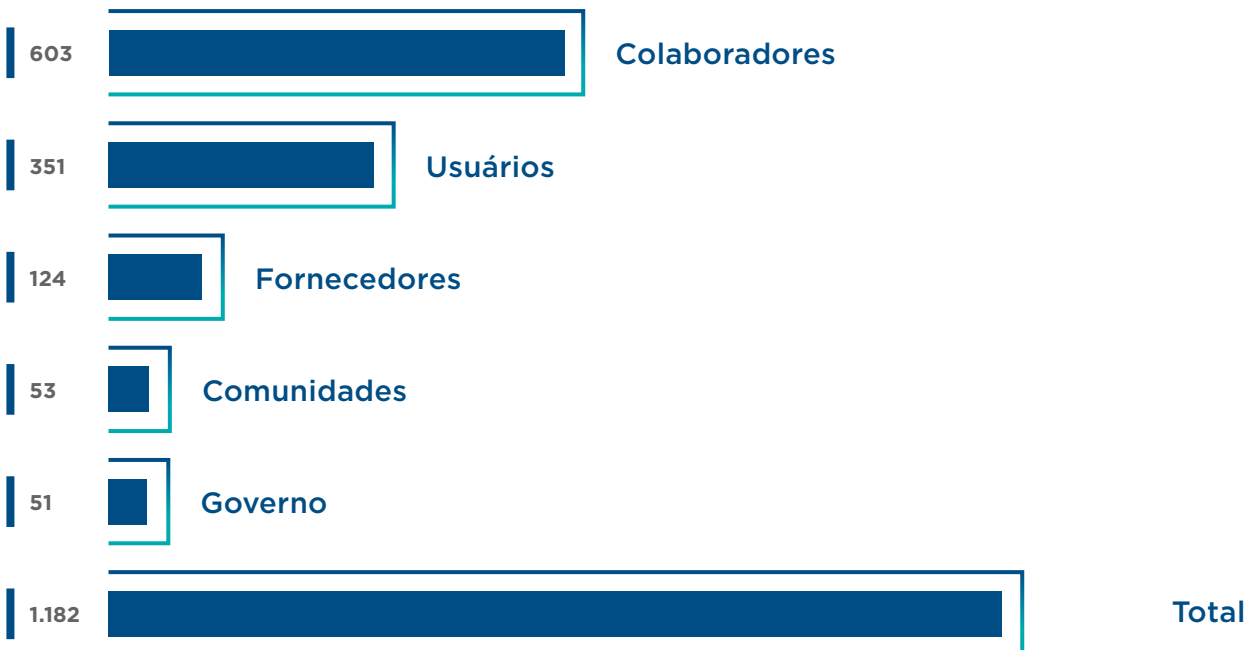 603 Colaboradores
351 Usuários
124 Fornecedores
53 Comunidades
51 Governo
1.182 Total